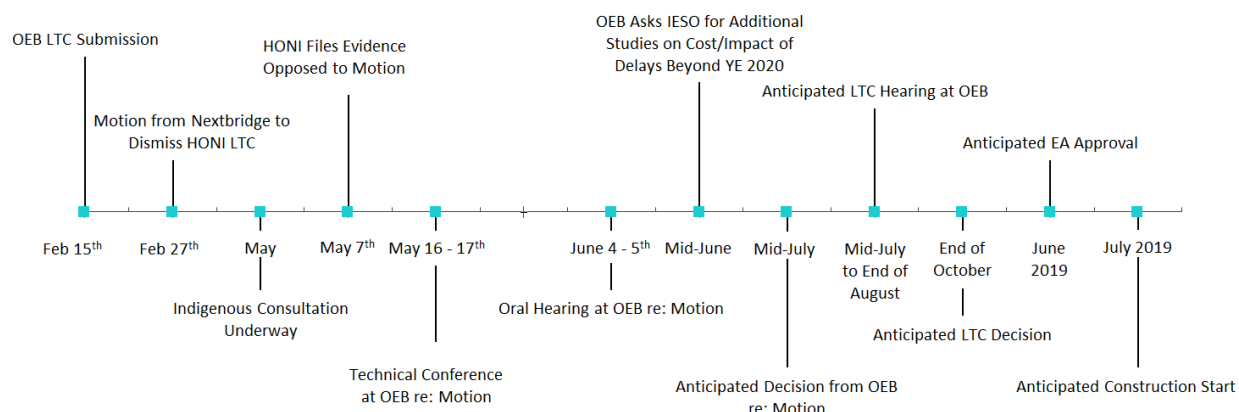 OEB LTC Submission
Motion from Nextbridge to
Dismiss HONI LTC
HONI Files Evidence
Opposed to Motion
OEB Asks IESO for Additional
Studies on Cost/Impact of
Delays Beyond YE 2020
Anticipated LTC Hearing at OEB
Anticipated EA Approval
Feb 15th
Feb 27th
May
May 7th
May 16 - 17th
June 4 - 5th
Mid-June
Mid-July
Mid-July
to End of
August
End of
October
June
2019
July 2019
Indigenous Consultation
Underway
Technical Conference
at OEB re: Motion
Oral Hearing at OEB re: Motion
Anticipated Decision from OEB
re: Motion
Anticipated LTC Decision
Anticipated Construction Start